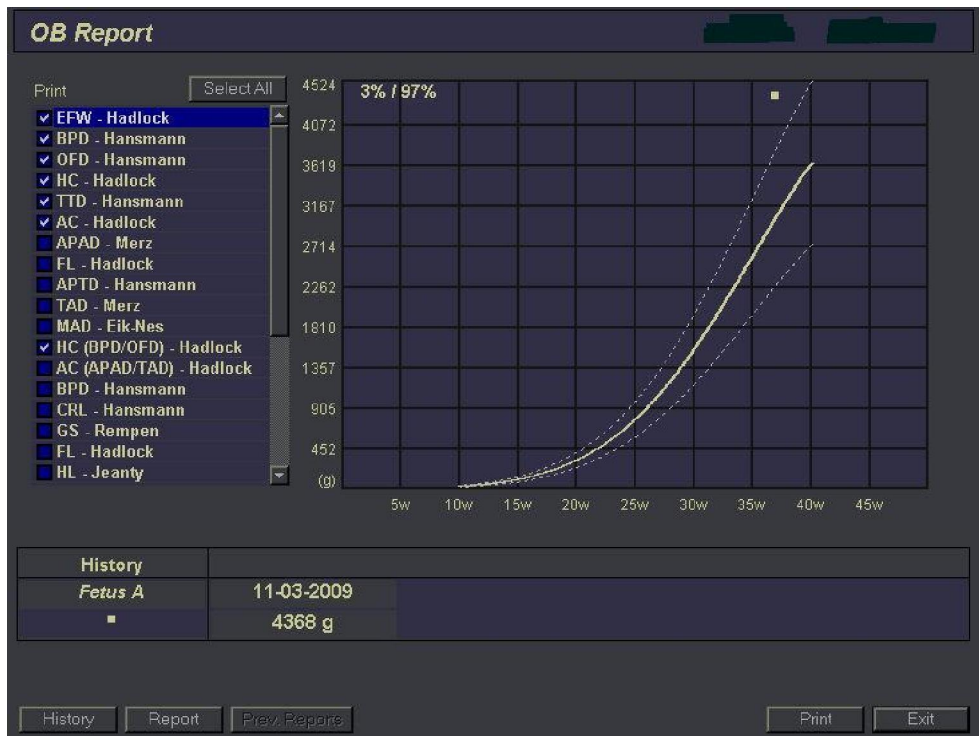 OB Report
Print
Select All
EFW - Hadlock
BPD - Hansmann
OFD - Hansmann
HC - Hadlock
TTD - Hansmann
AC - Hadlock
APAD - Merz
FL - Hadlock
APTD - Hansmann
TAD - Merz
MAD - Eik-Nes
HC (BPD/OFD) - Hadlock
AC (APAD/TAD) - Hadlock
BPD - Hansmann
CRL - Hansmann
GS - Rempen
FL - Hadlock
HL - Jeanty
3% / 97%
4524
4072
3619
3167
2714
2262
1810
1357
905
452
(g)
5w 10w 15w 20w 25w 30w 35w 40w 45w
History
Fetus A 11-03-2009
4368 g
History Report Prev. Reports Print Exit